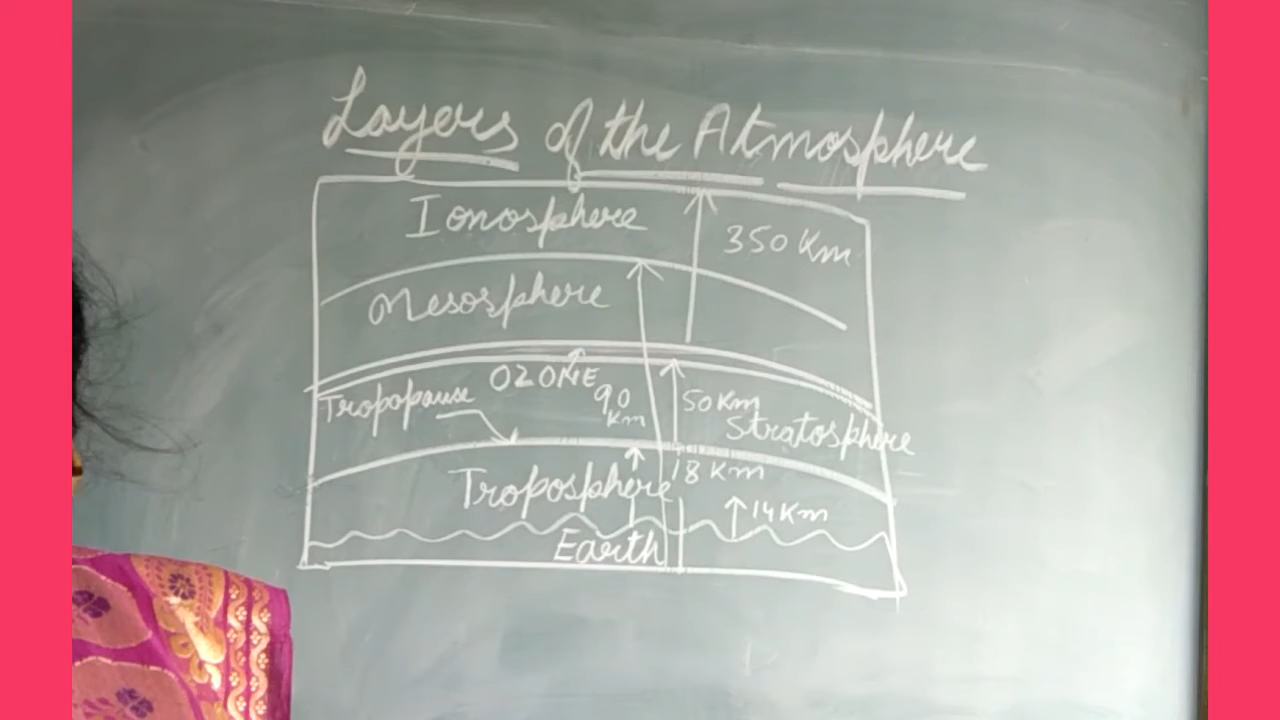 Layers of the Atmosphere
Ionosphere
350 Km
Mesosphere
OZONE
Tropopause
90 Km
50 Km
Stratosphere
18 Km
Troposphere
14 Km
Earth